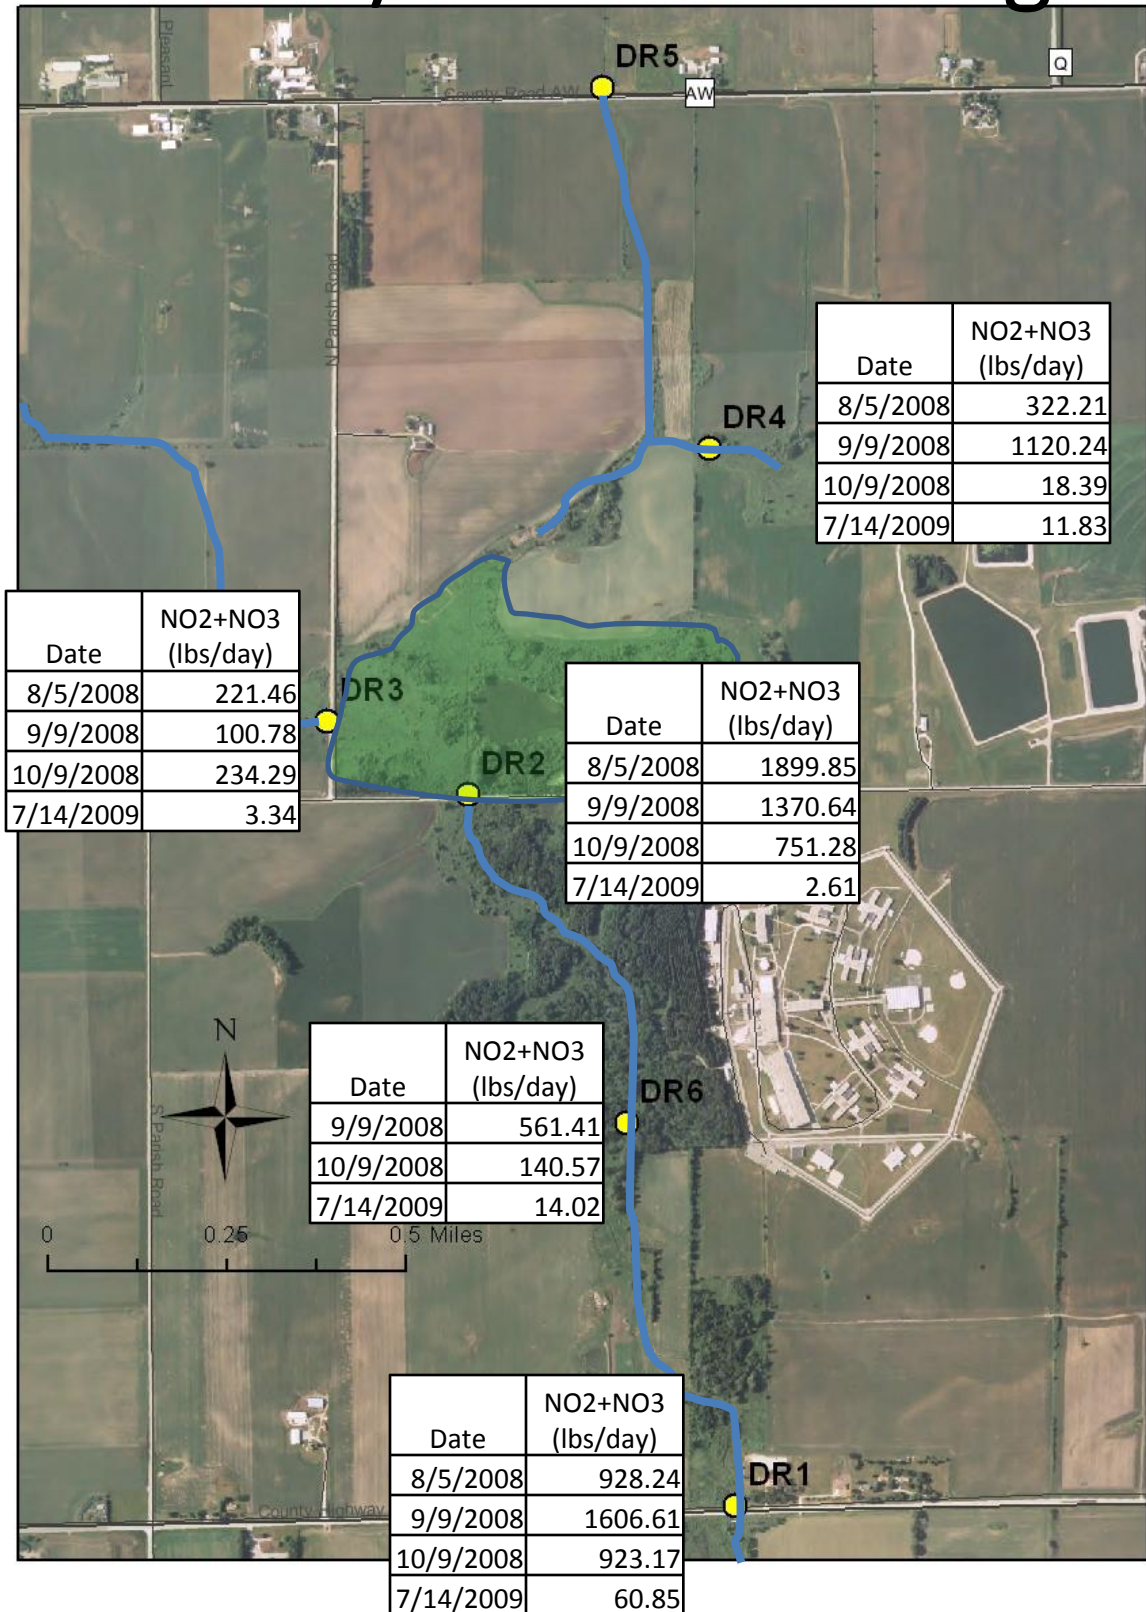 DR5
Pleasant
County Road AW
AW
Q
N Parish Road
DR4
Date NO2+NO3 (lbs/day)
8/5/2008 322.21
9/9/2008 1120.24
10/9/2008 18.39
7/14/2009 11.83
Date NO2+NO3 (lbs/day)
8/5/2008 221.46
9/9/2008 100.78
10/9/2008 234.29
7/14/2009 3.34
DR3
DR2
Date NO2+NO3 (lbs/day)
8/5/2008 1899.85
9/9/2008 1370.64
10/9/2008 751.28
7/14/2009 2.61
N
S Parish Road
Date NO2+NO3 (lbs/day)
9/9/2008 561.41
10/9/2008 140.57
7/14/2009 14.02
DR6
0 0.25 0.5 Miles
Date NO2+NO3 (lbs/day)
8/5/2008 928.24
9/9/2008 1606.61
10/9/2008 923.17
7/14/2009 60.85
DR1
County Highway